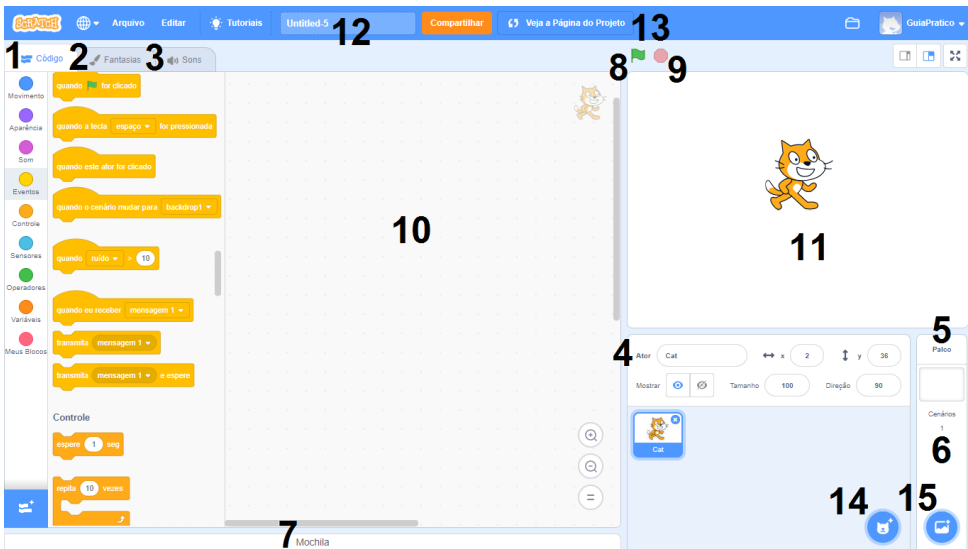 SCRATCH Arquivo Editar Tutoriais Untitled-5 Compartilhar Veja a Página do Projeto GuiaPratico
12
13
1 Código 2 Fantasias 3 Sons
8 9
Movimento
Aparência
Som
Eventos
Controle
Sensores
Operadores
Variáveis
Meus Blocos
quando for clicado
quando a tecla espaço for pressionada
quando este ator for clicado
quando o cenário mudar para backdrop1
quando ruído > 10
quando eu receber mensagem 1
transmita mensagem 1
transmita mensagem 1 e espere
Controle
espere 1 seg
repita 10 vezes
10
11
4 Ator Cat x 2 y 36
Mostrar Tamanho 100 Direção 90
Cat
5
Palco
Cenários
1
6
14
15
7 Mochila